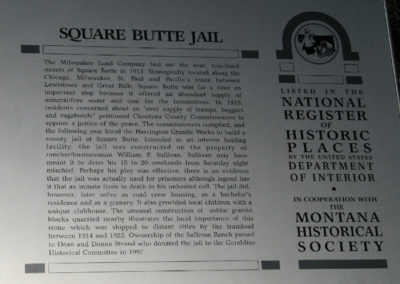 SQUARE BUTTE JAIL
The Milwaukee Land Company laid out the neat, tree-lined
streets of Square Butte in 1913. Strategically located along the
Chicago, Milwaukee, St. Paul and Pacific's route between
Lewistown and Great Falls, Square Butte was for a time an
important stop because it offered an abundant supply of
mineral-free water and coal for the locomotives. In 1915,
residents concerned about an "over supply of tramps, beggars
and vagabonds" petitioned Chouteau County Commissioners to
appoint a justice of the peace. The commissioners complied, and
the following year hired the Harrington Granite Works to build a
county jail at Square Butte. Intended as an interim holding
facility, the jail was constructed on the property of
rancher/businessman William P. Sullivan. Sullivan may have
meant it to deter his 15 to 30 cowhands from Saturday night
mischief. Perhaps his ploy was effective: there is no evidence
that the jail was actually used for prisoners although legend has
it that an inmate froze to death in his unheated cell. The jail did,
however, later serve as road crew housing, as a bachelor's
residence and as a granary. It also provided local children with a
unique clubhouse. The unusual construction of ashlar granite
blocks quarried nearby illustrates the local importance of this
stone which was shipped to distant cities by the trainload
between 1914 and 1922. Ownership of the Sullivan Ranch passed
to Dean and Donna Strand who donated the jail to the Geraldine
Historical Committee in 1997.
LISTED IN THE
NATIONAL
REGISTER
OF
HISTORIC
PLACES
BY THE UNITED STATES
DEPARTMENT
OF INTERIOR
IN COOPERATION WITH
THE
MONTANA
HISTORICAL
SOCIETY